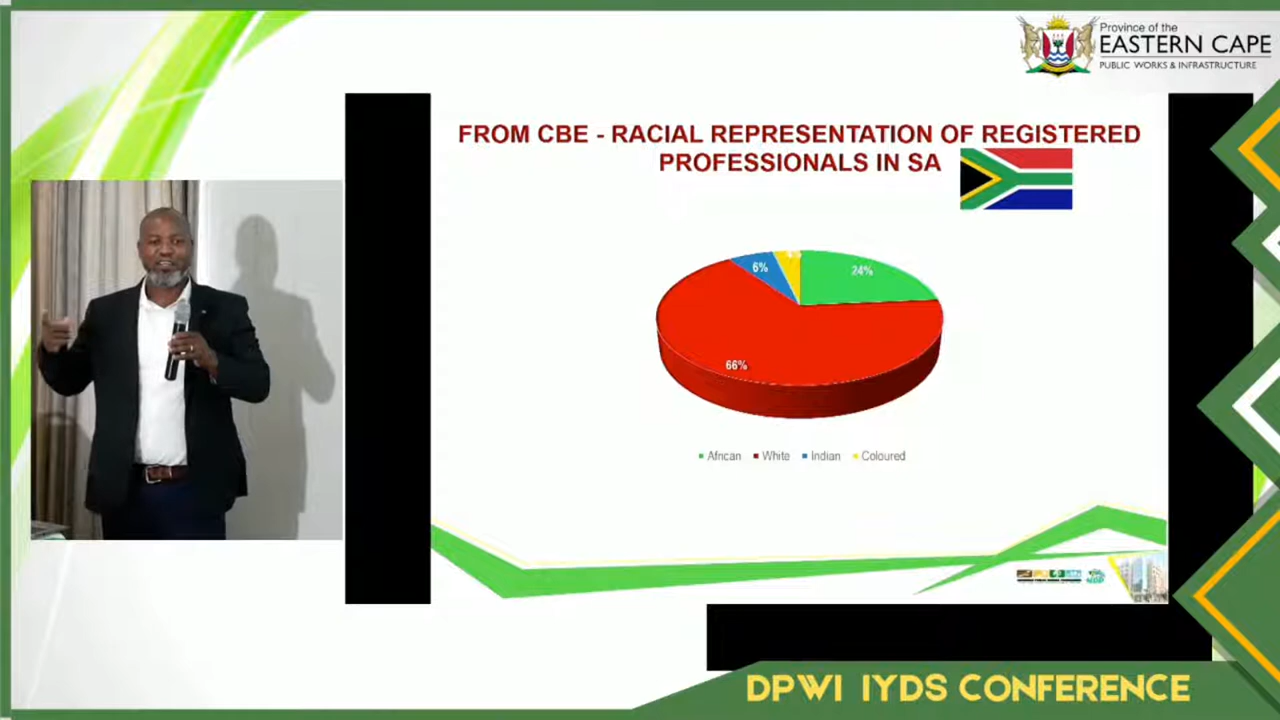 Province of the
EASTERN CAPE
PUBLIC WORKS & INFRASTRUCTURE
FROM CBE - RACIAL REPRESENTATION OF REGISTERED
PROFESSIONALS IN SA
6%
24%
66%
African White Indian Coloured
DPWI IYDS CONFERENCE